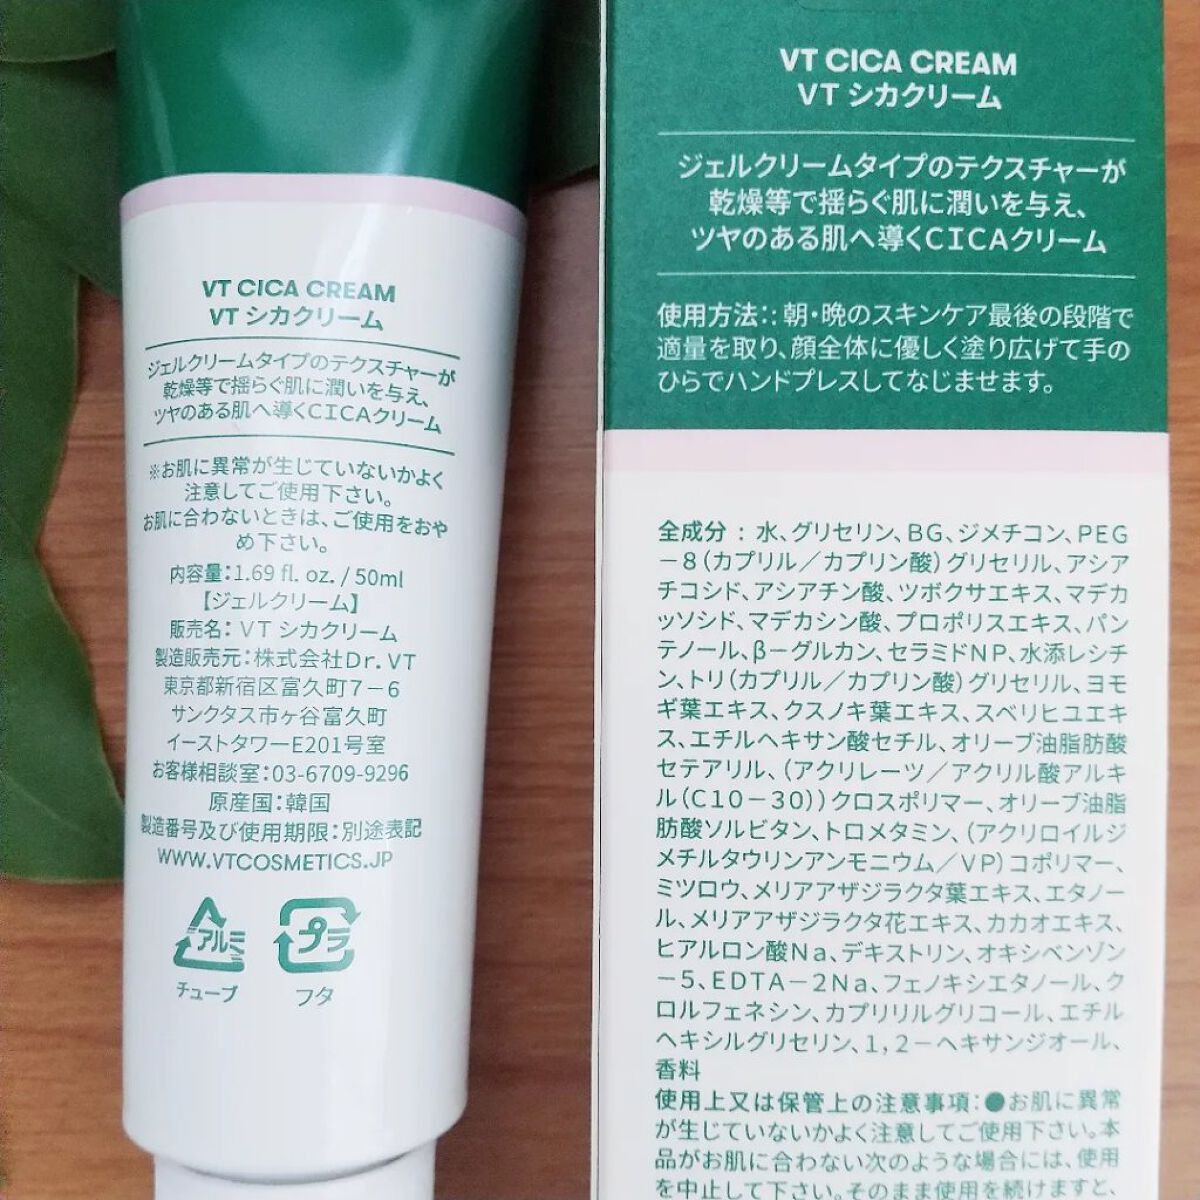 VT CICA CREAM
VT シカクリーム
ジェルクリームタイプのテクスチャーが
乾燥等で揺らぐ肌に潤いを与え、
ツヤのある肌へ導くCICAクリーム
※お肌に異常が生じていないかよく
注意してご使用下さい。
お肌に合わないときは、ご使用をおや
め下さい。
内容量：1.69 fl. oz. / 50ml
【ジェルクリーム】
販売名：VT シカクリーム
製造販売元：株式会社Dr.VT
東京都新宿区富久町7−6
サンクタス市ヶ谷富久町
イーストタワーE201号室
お客様相談室：03-6709-9296
原産国：韓国
製造番号及び使用期限：別途表記
WWW.VTCOSMETICS.JP
アルミ
チューブ
プラ
フタ
VT CICA CREAM
VT シカクリーム
ジェルクリームタイプのテクスチャーが
乾燥等で揺らぐ肌に潤いを与え、
ツヤのある肌へ導くCICAクリーム
使用方法：：朝・晩のスキンケア最後の段階で
適量を取り、顔全体に優しく塗り広げて手の
ひらでハンドプレスしてなじませます。
全成分：水、グリセリン、BG、ジメチコン、PEG
−8（カプリル／カプリン酸）グリセリル、アシア
チコシド、アシアチン酸、ツボクサエキス、マデカ
ッソシド、マデカシン酸、プロポリスエキス、パン
テノール、β−グルカン、セラミドNP、水添レシチ
ン、トリ（カプリル／カプリン酸）グリセリル、ヨモ
ギ葉エキス、クスノキ葉エキス、スベリヒユエキ
ス、エチルヘキサン酸セチル、オリーブ油脂肪酸
セテアリル、（アクリレーツ／アクリル酸アルキ
ル（C10−30））クロスポリマー、オリーブ油脂
肪酸ソルビタン、トロメタミン、（アクリロイルジ
メチルタウリンアンモニウム／VP）コポリマー、
ミツロウ、メリアアザジラクタ葉エキス、エタノー
ル、メリアアザジラクタ花エキス、カカオエキス、
ヒアルロン酸Na、デキストリン、オキシベンゾン
−5、EDTA−2Na、フェノキシエタノール、ク
ロルフェネシン、カプリリルグリコール、エチル
ヘキシルグリセリン、1，2−ヘキサンジオール、
香料
使用上又は保管上の注意事項：●お肌に異常
が生じていないかよく注意してご使用下さい。本
品がお肌に合わない次のような場合には、使用
を中止して下さい。そのまま使用を続けますと、